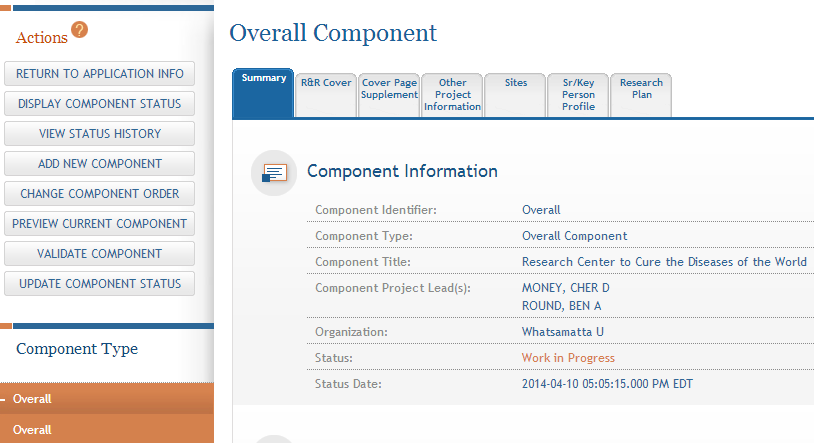 Actions ?
RETURN TO APPLICATION INFO
DISPLAY COMPONENT STATUS
VIEW STATUS HISTORY
ADD NEW COMPONENT
CHANGE COMPONENT ORDER
PREVIEW CURRENT COMPONENT
VALIDATE COMPONENT
UPDATE COMPONENT STATUS
Component Type
Overall
Overall
Overall Component
Summary
R&R Cover
Cover Page
Supplement
Other
Project
Information
Sites
Sr/Key
Person
Profile
Research
Plan
Component Information
Component Identifier: Overall
Component Type: Overall Component
Component Title: Research Center to Cure the Diseases of the World
Component Project Lead(s): MONEY, CHER D
ROUND, BEN A
Organization: Whatsamatta U
Status: Work in Progress
Status Date: 2014-04-10 05:05:15.000 PM EDT